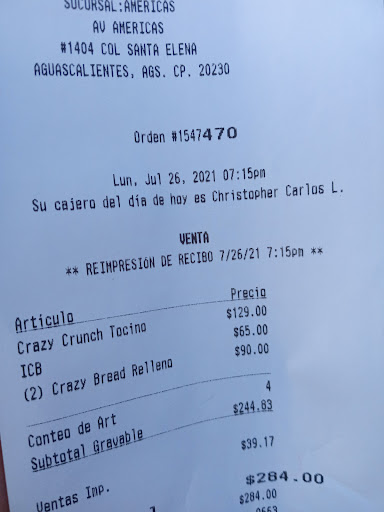 SUCURSAL:AMERICAS
AV AMERICAS
#1404 COL SANTA ELENA
AGUASCALIENTES, AGS. CP. 20230
Orden #1547470
Lun, Jul 26, 2021 07:15pm
Su cajero del día de hoy es Christopher Carlos L.
VENTA
** REIMPRESIÓN DE RECIBO 7/26/21 7:15pm **
Articulo Precio
Crazy Crunch Tocino $129.00
ICB $65.00
(2) Crazy Bread Relleno $90.00
Conteo de Art 4
Subtotal Gravable $244.83
Ventas Imp. $39.17
$284.00
$284.00